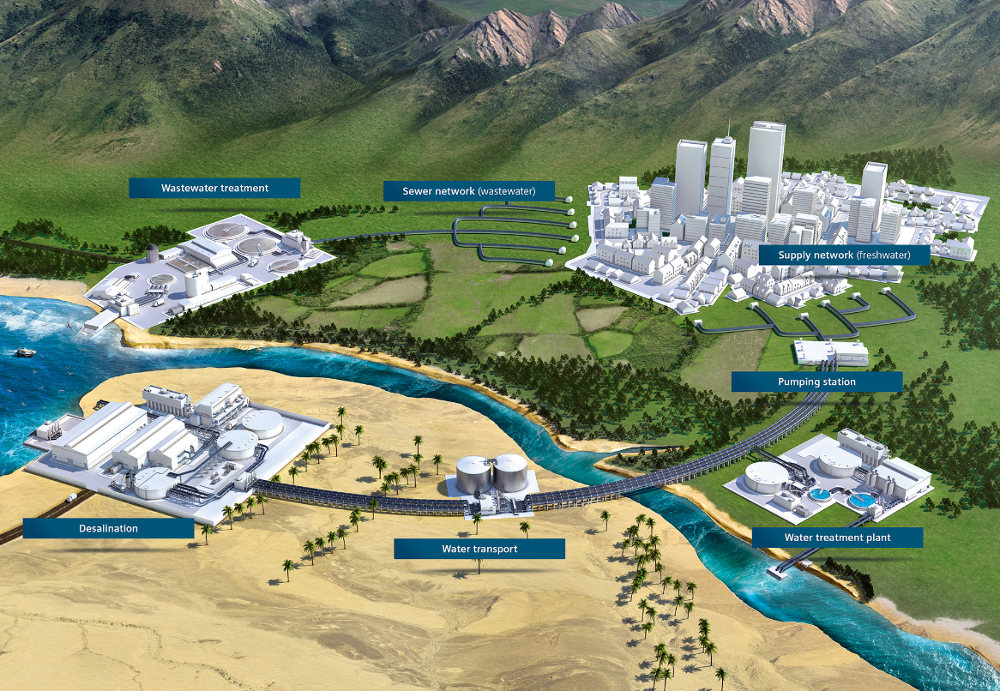 Wastewater treatment
Sewer network (wastewater)
Supply network (freshwater)
Pumping station
Desalination
Water transport
Water treatment plant